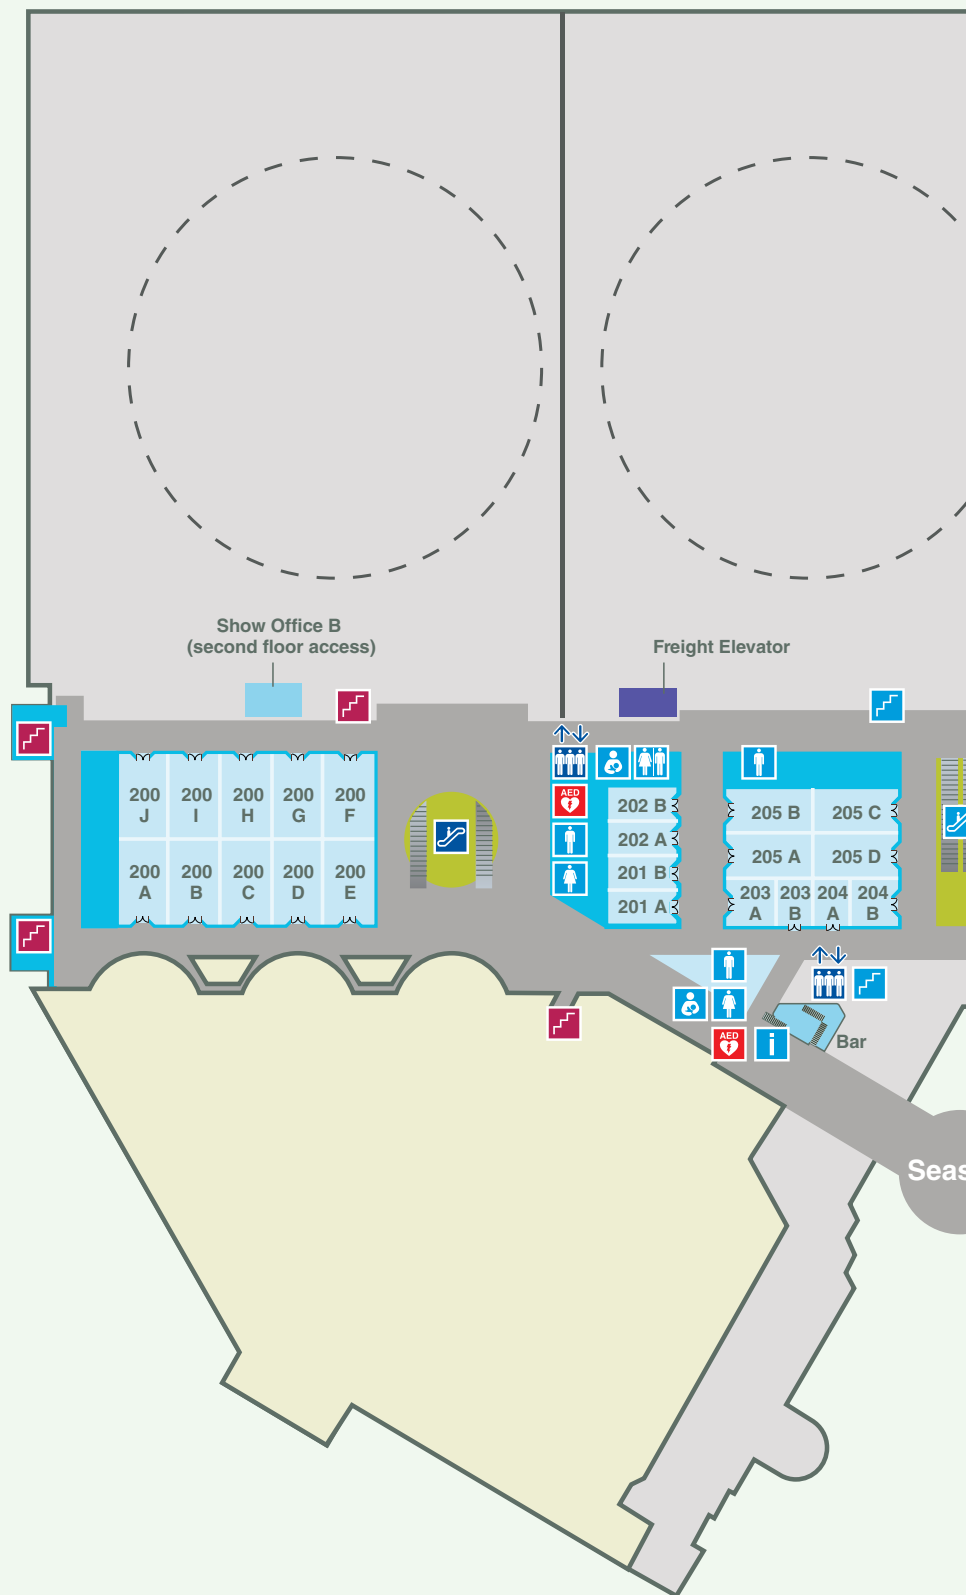 Show Office B
(second floor access)
Freight Elevator
200
J
200
I
200
H
200
G
200
F
200
A
200
B
200
C
200
D
200
E
AED
202 B
202 A
201 B
201 A
205 B
205 C
205 A
205 D
203
A
203
B
204
A
204
B
AED
i
Bar
Seas